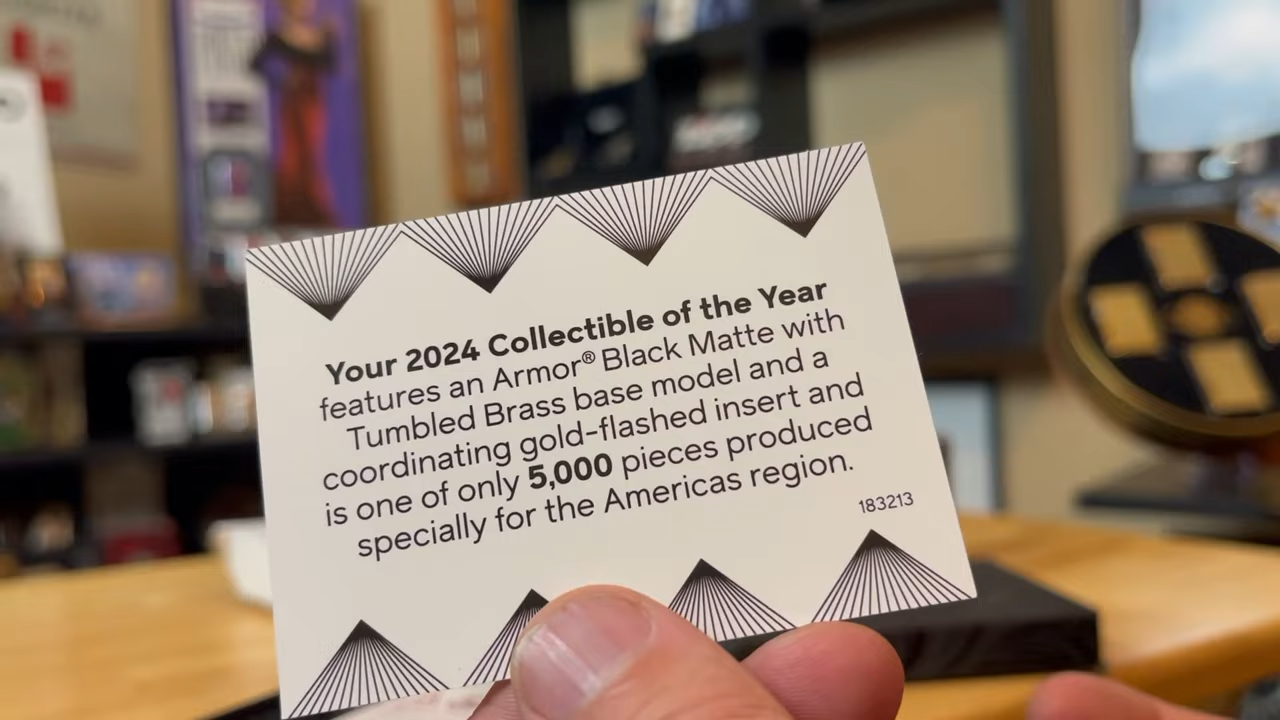 Your 2024 Collectible of the Year
features an Armor® Black Matte with
Tumbled Brass base model and a
coordinating gold-flashed insert and
is one of only 5,000 pieces produced
specially for the Americas region.
183213